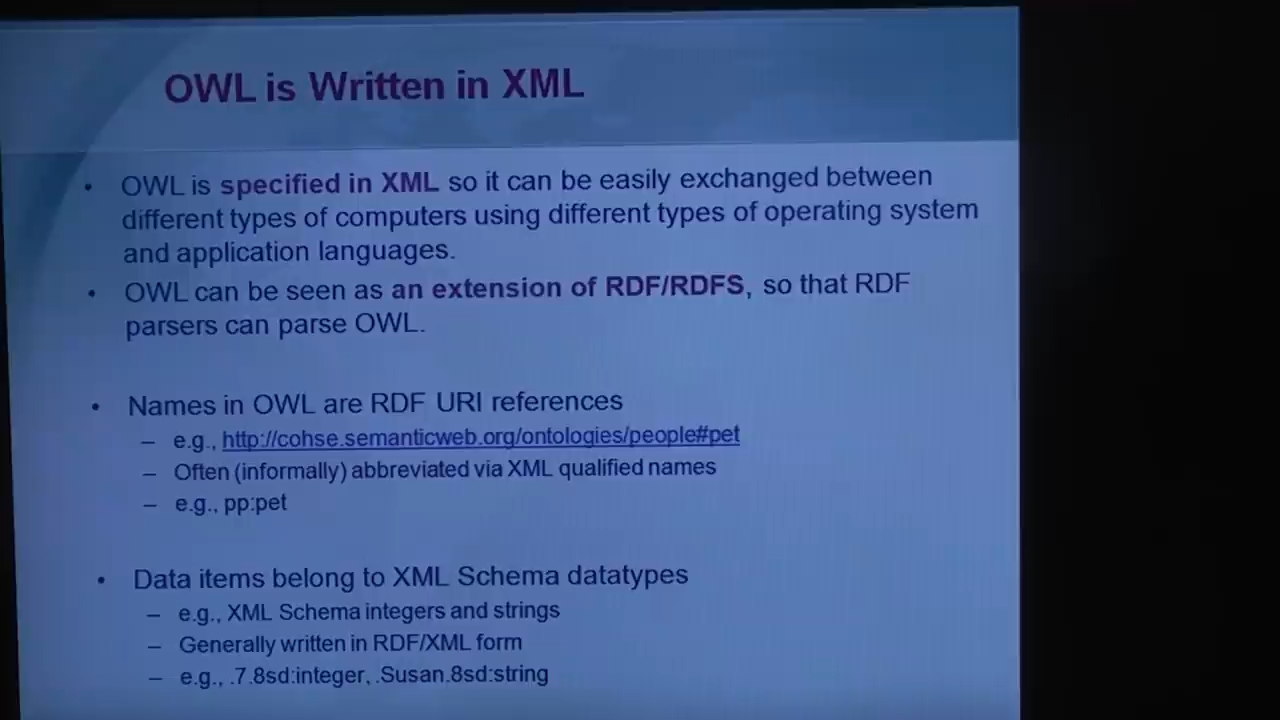 OWL is Written in XML
• OWL is specified in XML so it can be easily exchanged between
different types of computers using different types of operating system
and application languages.
• OWL can be seen as an extension of RDF/RDFS, so that RDF
parsers can parse OWL.
• Names in OWL are RDF URI references
– e.g., http://cohse.semanticweb.org/ontologies/people#pet
– Often (informally) abbreviated via XML qualified names
– e.g., pp:pet
• Data items belong to XML Schema datatypes
– e.g., XML Schema integers and strings
– Generally written in RDF/XML form
– e.g., .7.8sd:integer, .Susan.8sd:string